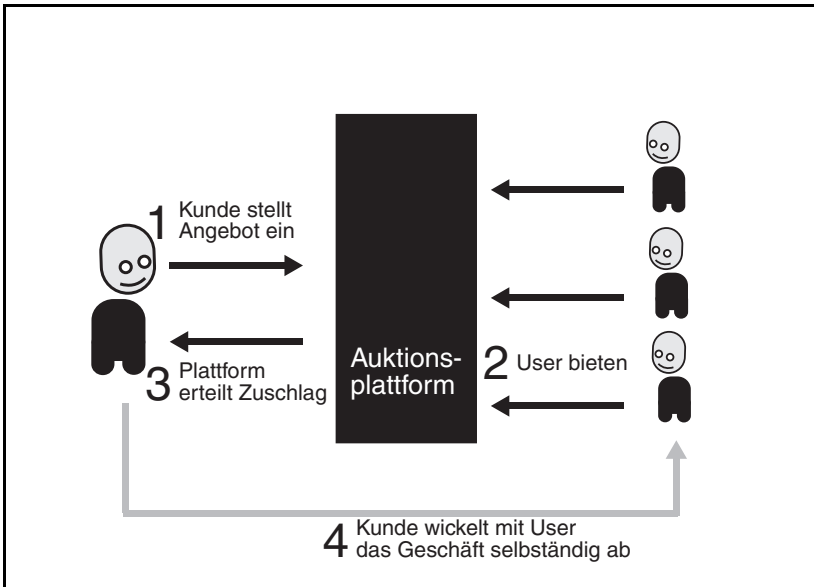 1 Kunde stellt
Angebot ein
Auktions-
plattform
2 User bieten
3 Plattform
erteilt Zuschlag
4 Kunde wickelt mit User
das Geschäft selbständig ab